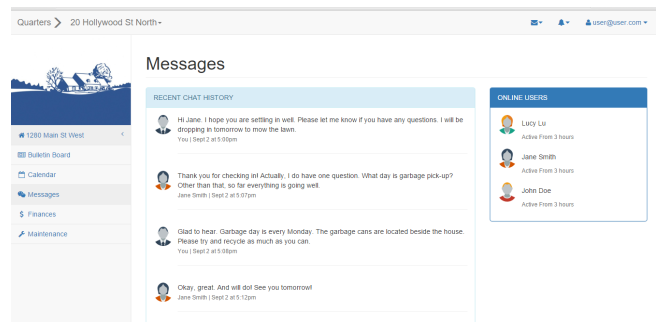 Quarters 20 Hollywood St North
user@user.com
1280 Main St West
Bulletin Board
Calendar
Messages
Finances
Maintenance
Messages
RECENT CHAT HISTORY
Hi Jane. I hope you are settling in well. Please let me know if you have any questions. I will be
dropping in tomorrow to mow the lawn.
You | Sept 2 at 5:00pm
Thank you for checking in! Actually, I do have one question. What day is garbage pick-up?
Other than that, so far everything is going well.
Jane Smith | Sept 2 at 5:07pm
Glad to hear. Garbage day is every Monday. The garbage cans are located beside the house.
Please try and recycle as much as you can.
You | Sept 2 at 5:08pm
Okay, great. And will do! See you tomorrow!
Jane Smith | Sept 2 at 5:12pm
ONLINE USERS
Lucy Lu
Active From 3 hours
Jane Smith
Active From 3 hours
John Doe
Active From 3 hours